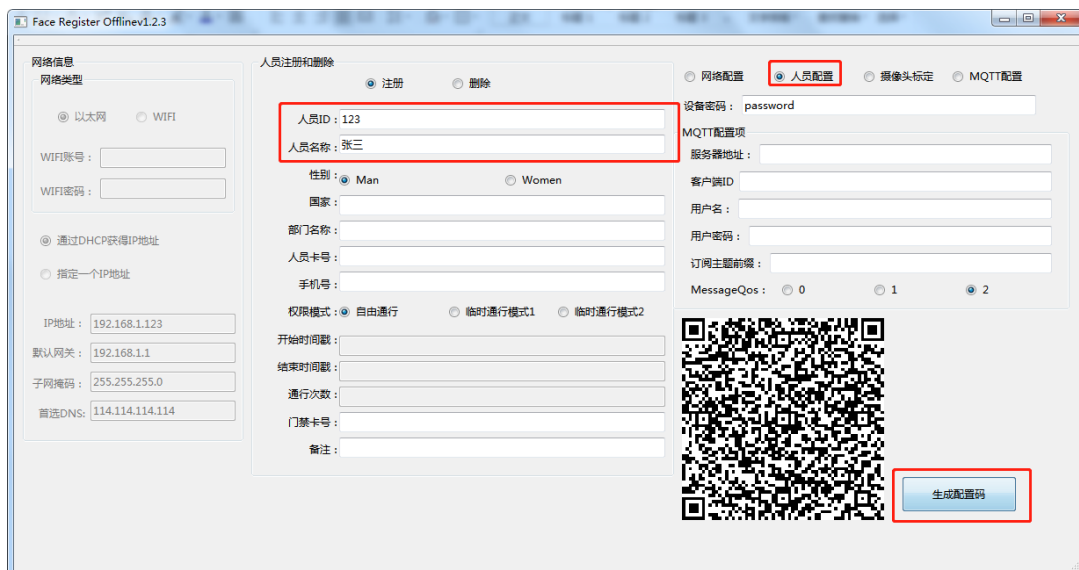 Face Register Offlinev1.2.3
网络信息
网络类型
以太网 WIFI
WIFI账号：
WIFI密码：
通过DHCP获得IP地址
指定一个IP地址
IP地址： 192.168.1.123
默认网关： 192.168.1.1
子网掩码： 255.255.255.0
首选DNS: 114.114.114.114
人员注册和删除
注册 删除
人员ID：123
人员名称：张三
性别： Man Women
国家：
部门名称：
人员卡号：
手机号：
权限模式： 自由通行 临时通行模式1 临时通行模式2
开始时间戳：
结束时间戳：
通行次数：
门禁卡号：
备注：
网络配置 人员配置 摄像头标定 MQTT配置
设备密码： password
MQTT配置项
服务器地址：
客户端ID
用户名：
用户密码：
订阅主题前缀：
MessageQos： 0 1 2
生成配置码